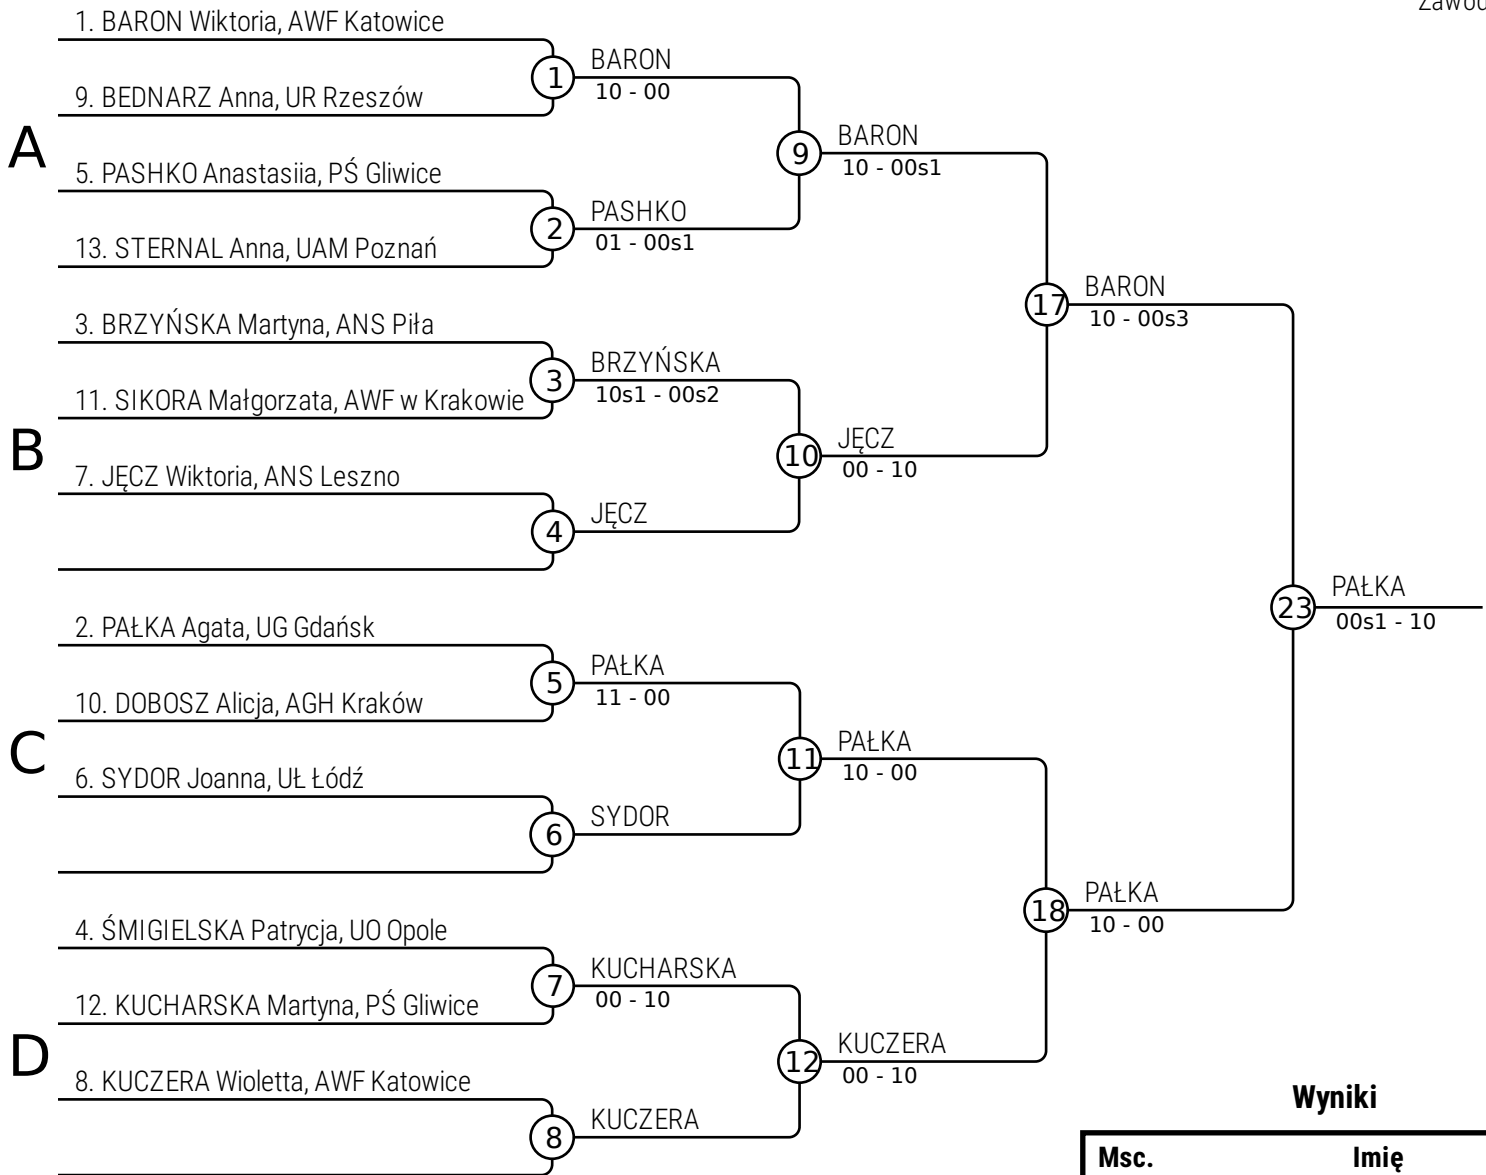 Zawod
1. BARON Wiktoria, AWF Katowice
9. BEDNARZ Anna, UR Rzeszów
1
BARON
10 - 00
A
5. PASHKO Anastasiia, PŚ Gliwice
13. STERNAL Anna, UAM Poznań
2
PASHKO
01 - 00s1
9
BARON
10 - 00s1
3. BRZYŃSKA Martyna, ANS Piła
11. SIKORA Małgorzata, AWF w Krakowie
3
BRZYŃSKA
10s1 - 00s2
B
7. JĘCZ Wiktoria, ANS Leszno
4
JĘCZ
10
JĘCZ
00 - 10
17
BARON
10 - 00s3
2. PAŁKA Agata, UG Gdańsk
10. DOBOSZ Alicja, AGH Kraków
5
PAŁKA
11 - 00
C
6. SYDOR Joanna, UŁ Łódź
6
SYDOR
11
PAŁKA
10 - 00
4. ŚMIGIELSKA Patrycja, UO Opole
12. KUCHARSKA Martyna, PŚ Gliwice
7
KUCHARSKA
00 - 10
D
8. KUCZERA Wioletta, AWF Katowice
8
KUCZERA
12
KUCZERA
00 - 10
18
PAŁKA
10 - 00
23
PAŁKA
00s1 - 10
Wyniki
Msc. Imię